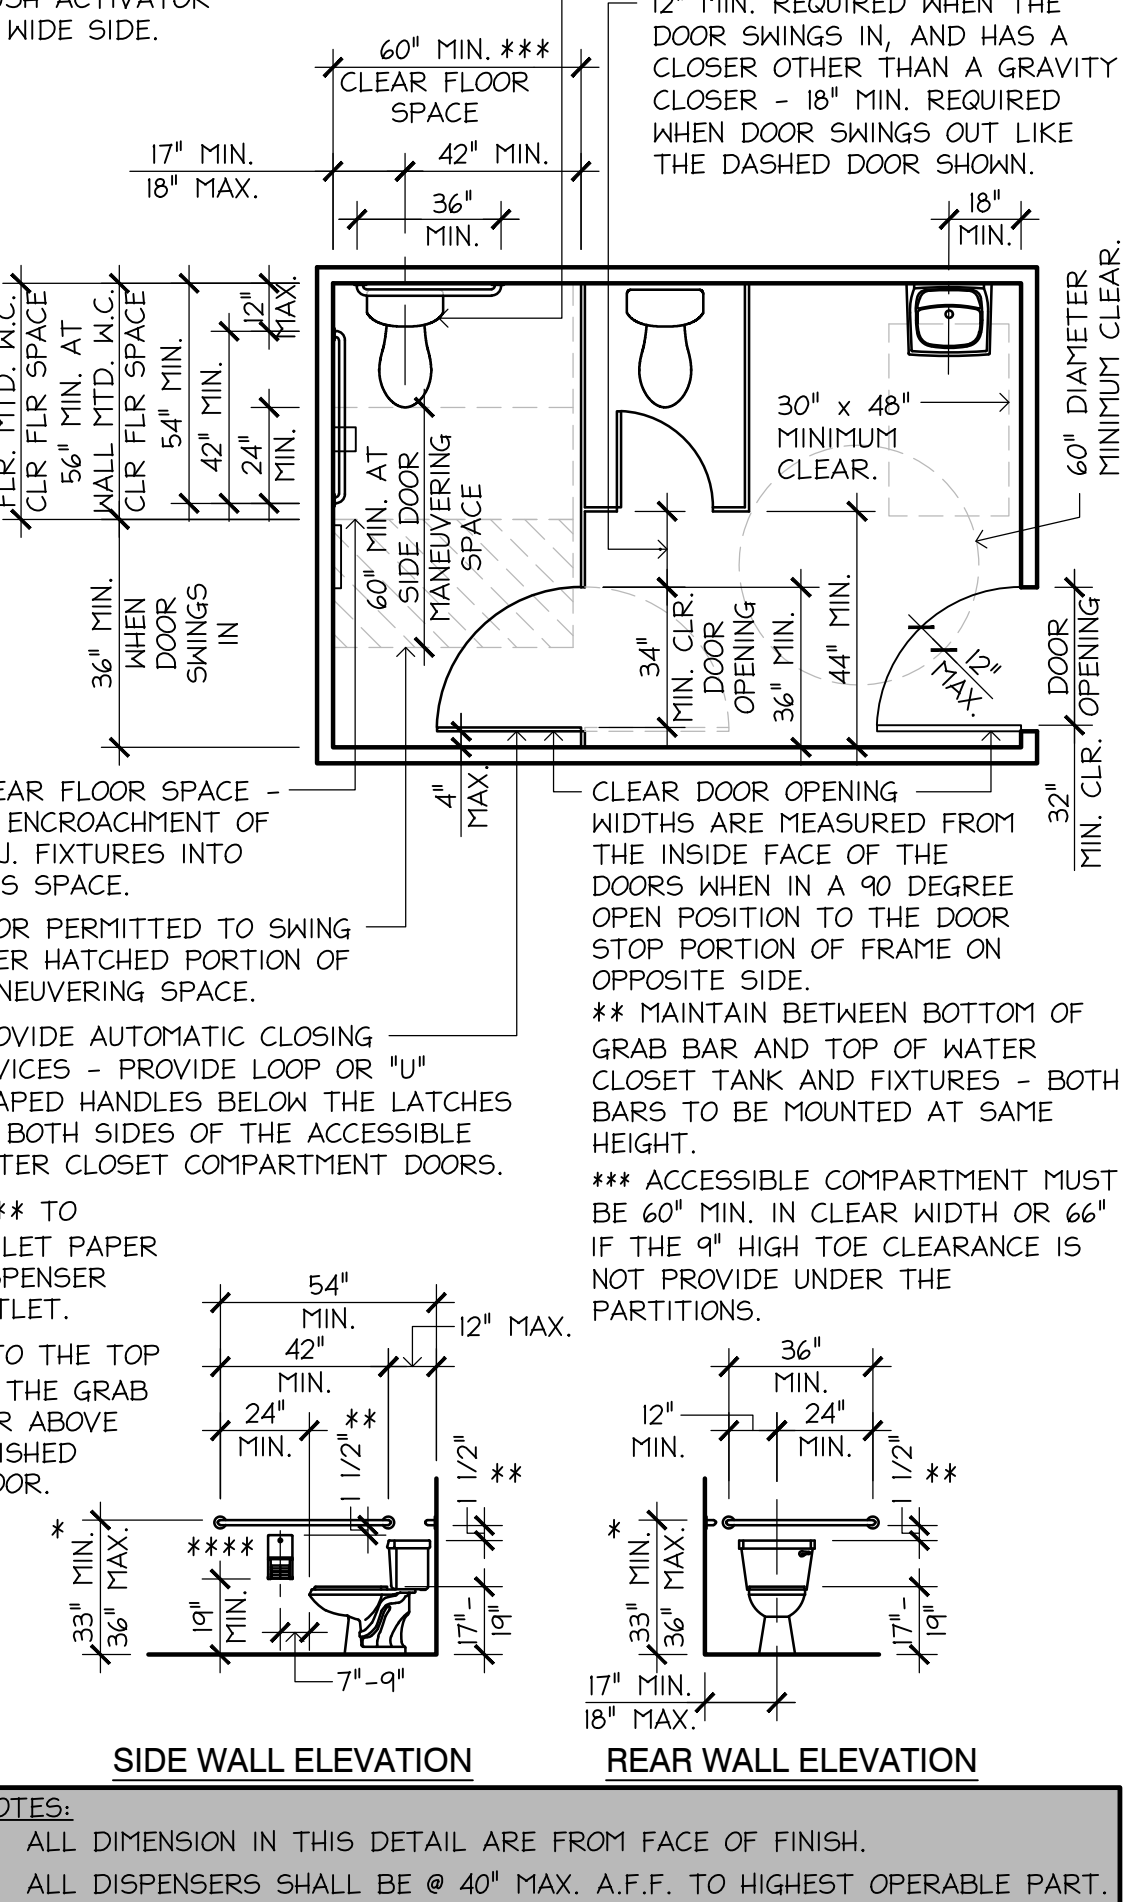 USH ACTIVATOR
WIDE SIDE.
12" MIN. REQUIRED WHEN THE
DOOR SWINGS IN, AND HAS A
CLOSER OTHER THAN A GRAVITY
CLOSER - 18" MIN. REQUIRED
WHEN DOOR SWINGS OUT LIKE
THE DASHED DOOR SHOWN.
60" MIN. ***
CLEAR FLOOR
SPACE
17" MIN.
18" MAX.
42" MIN.
36"
MIN.
18"
MIN.
FLR. MTD. W.C.
CLR FLR SPACE
56" MIN. AT
WALL MTD. W.C.
CLR FLR SPACE
54" MIN.
42" MIN.
12"
MAX.
24"
MIN.
60" DIAMETER
MINIMUM CLEAR.
30" x 48"
MINIMUM
CLEAR.
60" MIN. AT
SIDE DOOR
MANEUVERING
SPACE
36" MIN.
WHEN
DOOR
SWINGS
IN
34"
MIN. CLR.
DOOR
OPENING
36" MIN.
44" MIN.
12"
MAX.
32"
MIN. CLR.
DOOR
OPENING
4"
MAX.
EAR FLOOR SPACE -
ENCROACHMENT OF
J. FIXTURES INTO
S SPACE.
OR PERMITTED TO SWING
ER HATCHED PORTION OF
NEUVERING SPACE.
OVIDE AUTOMATIC CLOSING
VICES - PROVIDE LOOP OR "U"
APED HANDLES BELOW THE LATCHES
BOTH SIDES OF THE ACCESSIBLE
TER CLOSET COMPARTMENT DOORS.
CLEAR DOOR OPENING
WIDTHS ARE MEASURED FROM
THE INSIDE FACE OF THE
DOORS WHEN IN A 90 DEGREE
OPEN POSITION TO THE DOOR
STOP PORTION OF FRAME ON
OPPOSITE SIDE.
** MAINTAIN BETWEEN BOTTOM OF
GRAB BAR AND TOP OF WATER
CLOSET TANK AND FIXTURES - BOTH
BARS TO BE MOUNTED AT SAME
HEIGHT.
*** ACCESSIBLE COMPARTMENT MUST
BE 60" MIN. IN CLEAR WIDTH OR 66"
IF THE 9" HIGH TOE CLEARANCE IS
NOT PROVIDE UNDER THE
PARTITIONS.
** TO
ILET PAPER
SPENSER
TLET.
TO THE TOP
THE GRAB
R ABOVE
ISHED
OOR.
54"
MIN.
12" MAX.
42"
MIN.
24"
MIN.
**
1 1/2"
1 1/2"
**
*
33" MIN.
36" MAX.
****
19"
MIN.
17"-
19"
7"-9"
36"
MIN.
12"
MIN.
24"
MIN.
1 1/2"
**
*
33" MIN.
36" MAX.
17"-
19"
17" MIN.
18" MAX.
SIDE WALL ELEVATION
REAR WALL ELEVATION
OTES:
ALL DIMENSION IN THIS DETAIL ARE FROM FACE OF FINISH.
ALL DISPENSERS SHALL BE @ 40" MAX. A.F.F. TO HIGHEST OPERABLE PART.